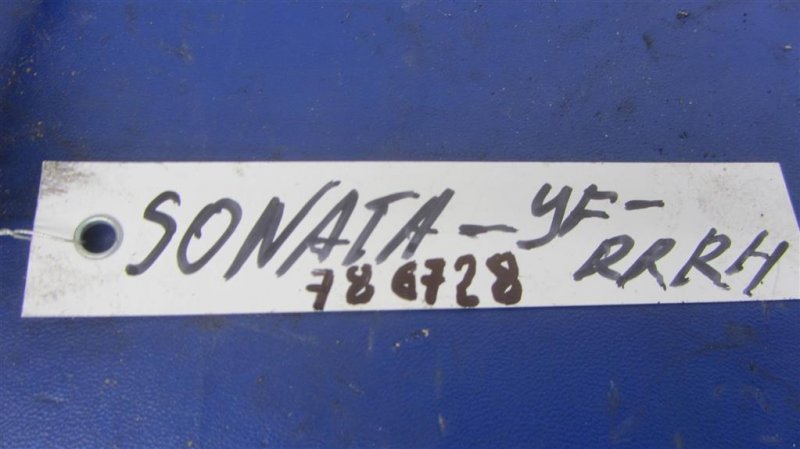 SONATA - YF -
RRRH
786728